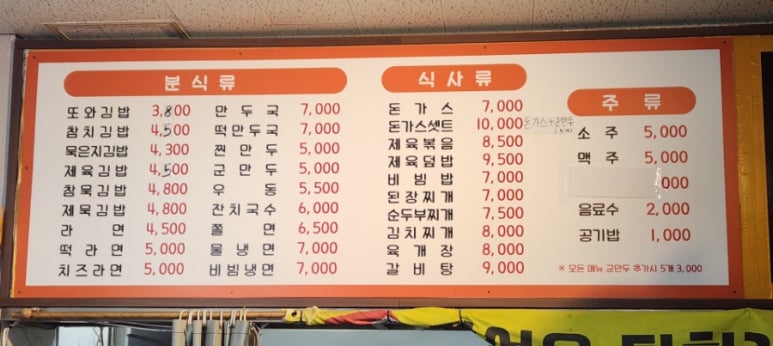 분식류
또와김밥 3,800
참치김밥 4,500
묵은지김밥 4,300
제육김밥 4,500
참묵김밥 4,800
제묵김밥 4,800
라면 4,500
떡라면 5,000
치즈라면 5,000
만두국 7,000
떡만두국 7,000
찐만두 5,000
군만두 5,000
우동 5,500
잔치국수 6,000
쫄면 6,500
물냉면 7,000
비빔냉면 7,000
식사류
돈가스 7,000
돈가스셋트 10,000 돈가스+군만두
제육볶음 8,500
제육덮밥 9,500
비빔밥 7,000
된장찌개 7,000
순두부찌개 7,500
김치찌개 8,000
육개장 8,000
갈비탕 9,000
주류
소주 5,000
맥주 5,000
000
음료수 2,000
공기밥 1,000
※ 모든 메뉴 군만두 추가시 5개 3,000